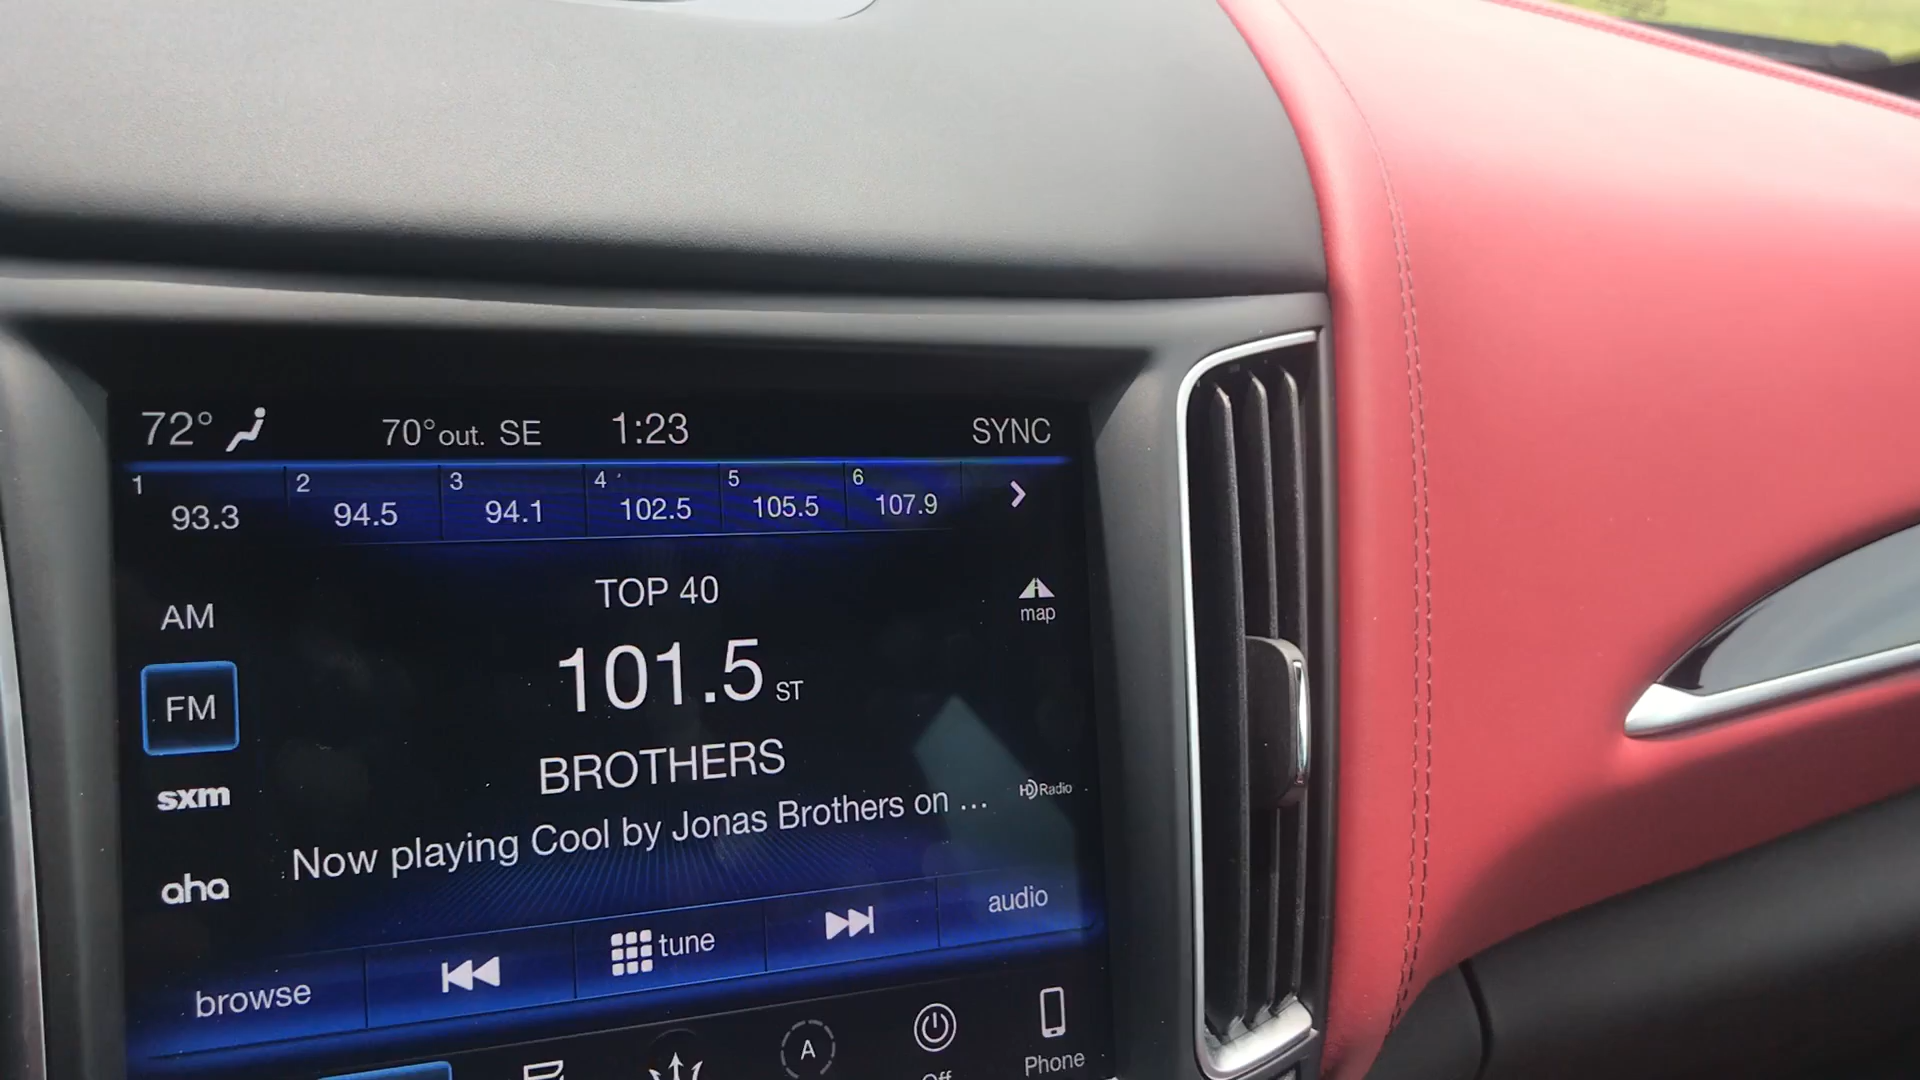 72° 70° out. SE 1:23 SYNC
1 93.3 2 94.5 3 94.1 4 102.5 5 105.5 6 107.9
TOP 40
map
AM
101.5 ST
FM
BROTHERS
HD Radio
sxm
Now playing Cool by Jonas Brothers on ...
aha
audio
tune
browse
A
Off
Phone